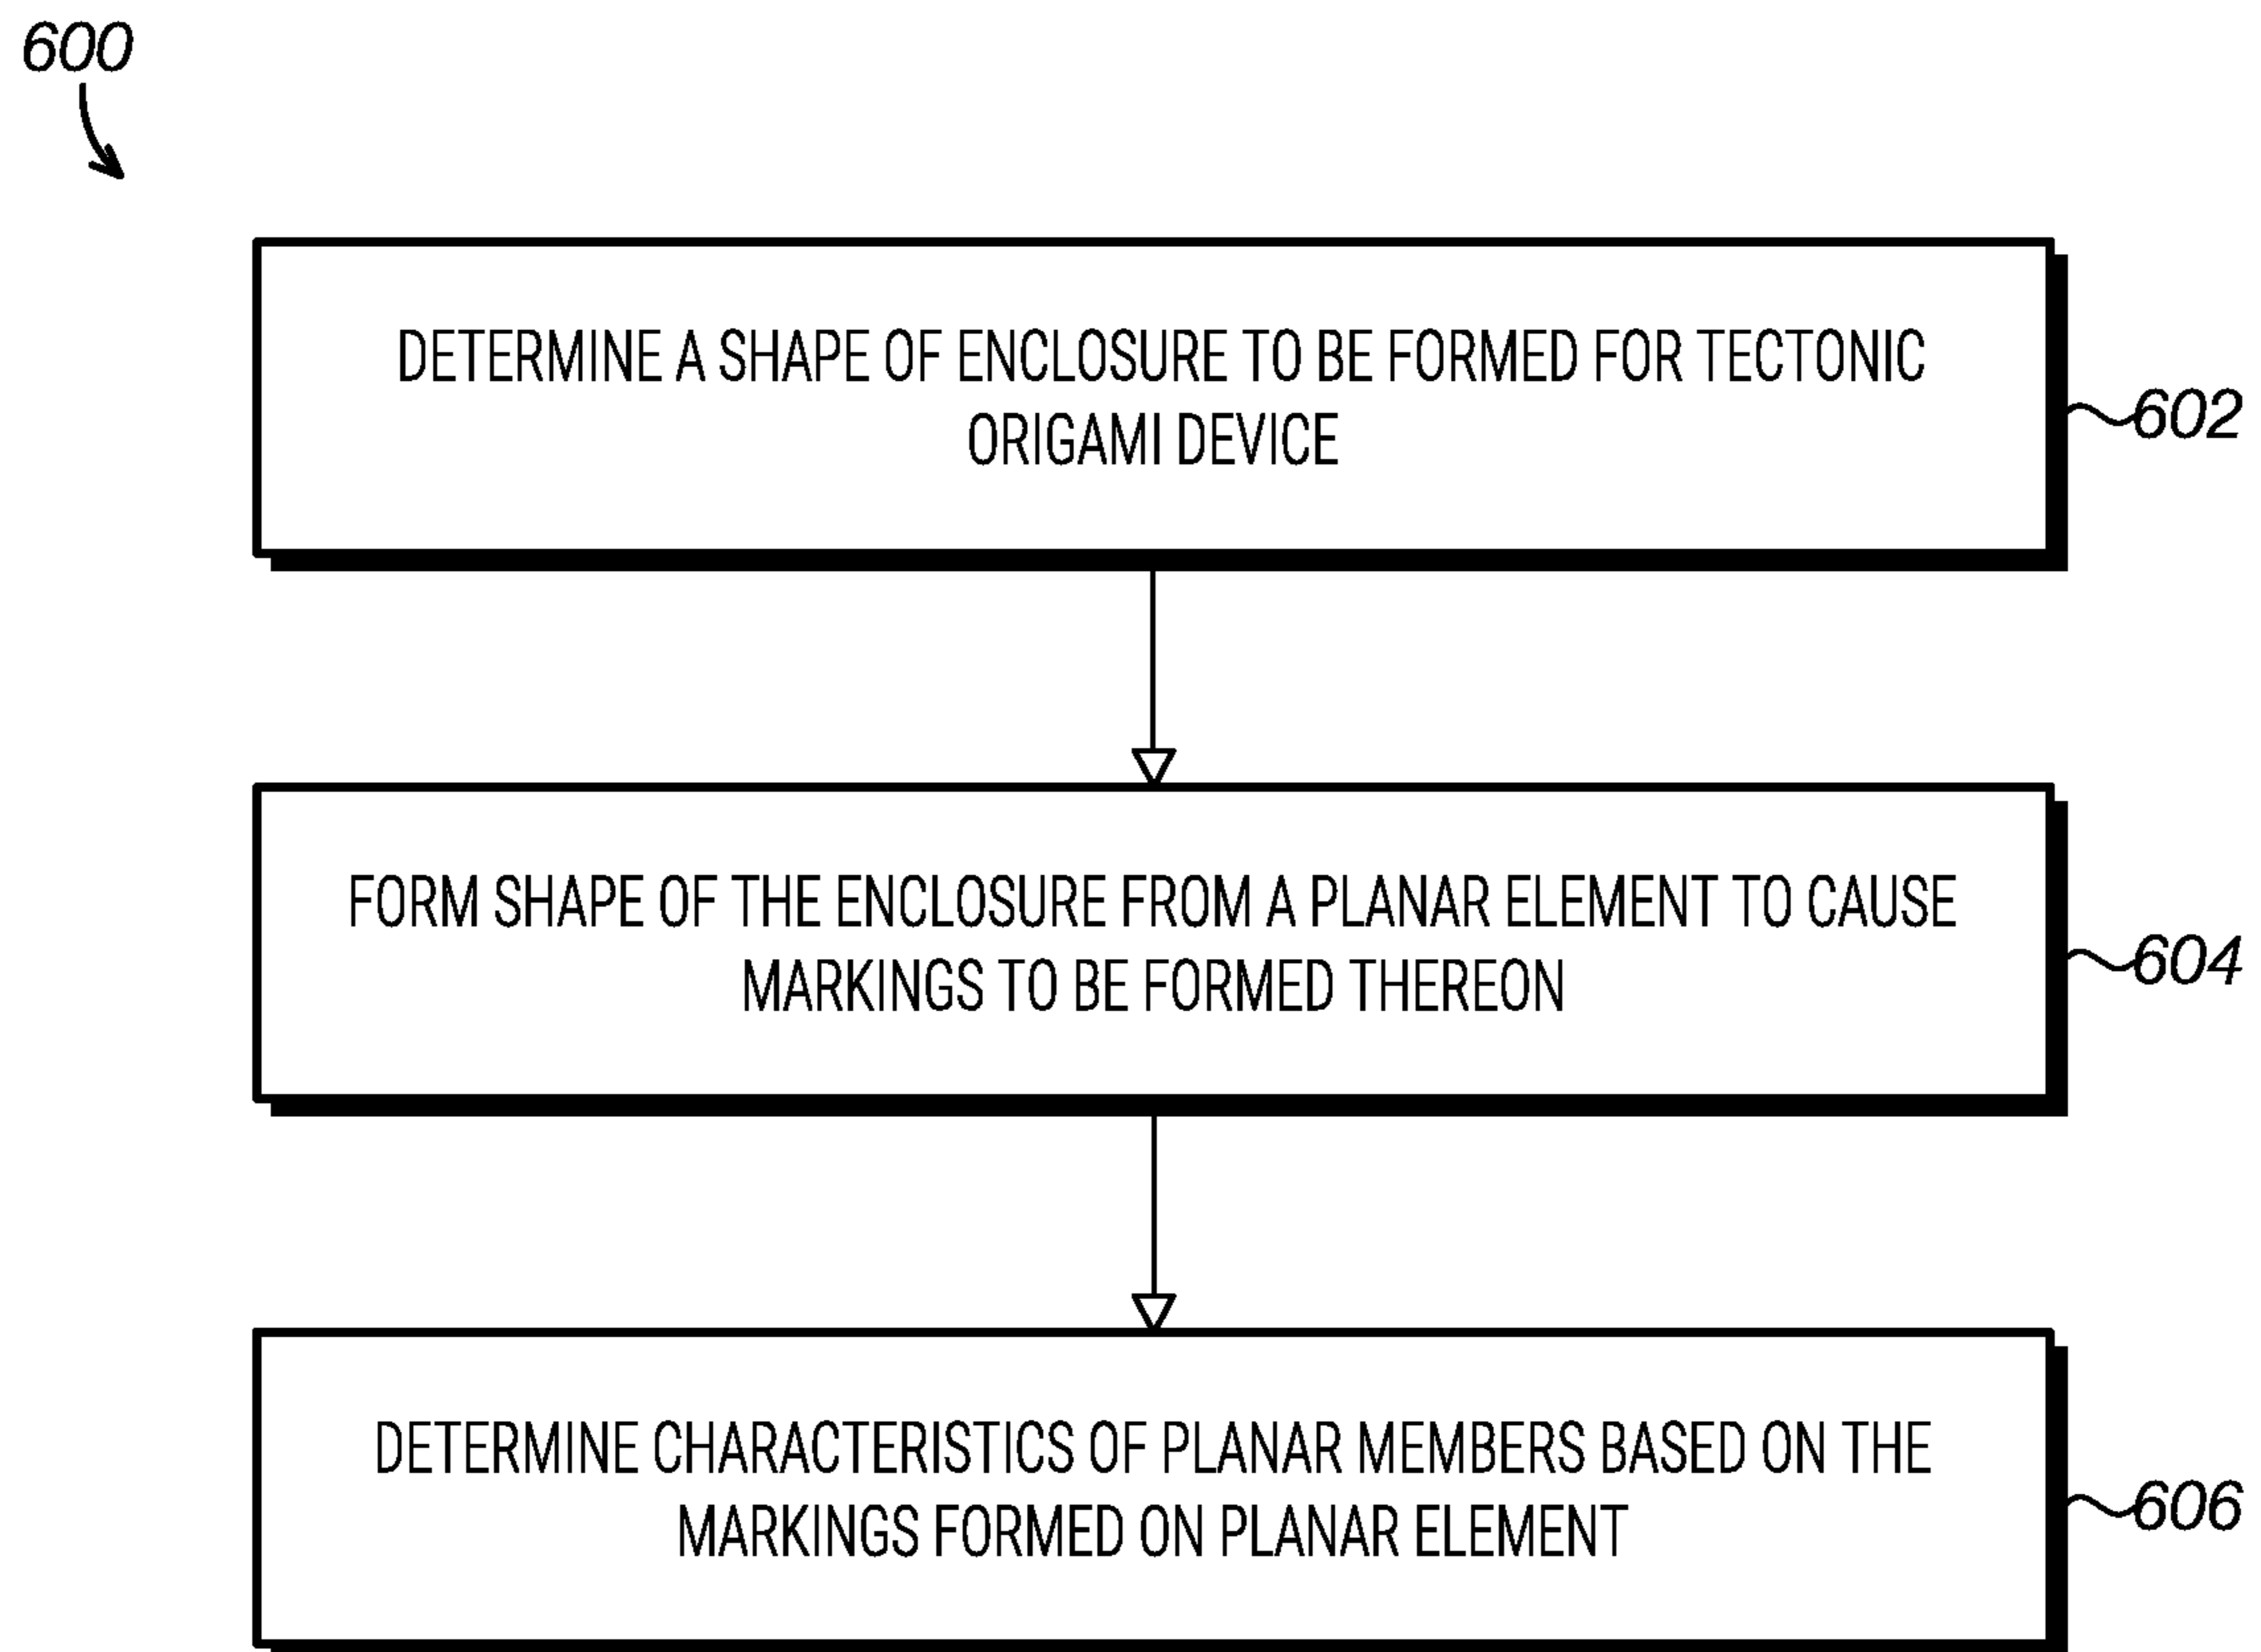 600
DETERMINE A SHAPE OF ENCLOSURE TO BE FORMED FOR TECTONIC
ORIGAMI DEVICE
602
FORM SHAPE OF THE ENCLOSURE FROM A PLANAR ELEMENT TO CAUSE
MARKINGS TO BE FORMED THEREON
604
DETERMINE CHARACTERISTICS OF PLANAR MEMBERS BASED ON THE
MARKINGS FORMED ON PLANAR ELEMENT
606